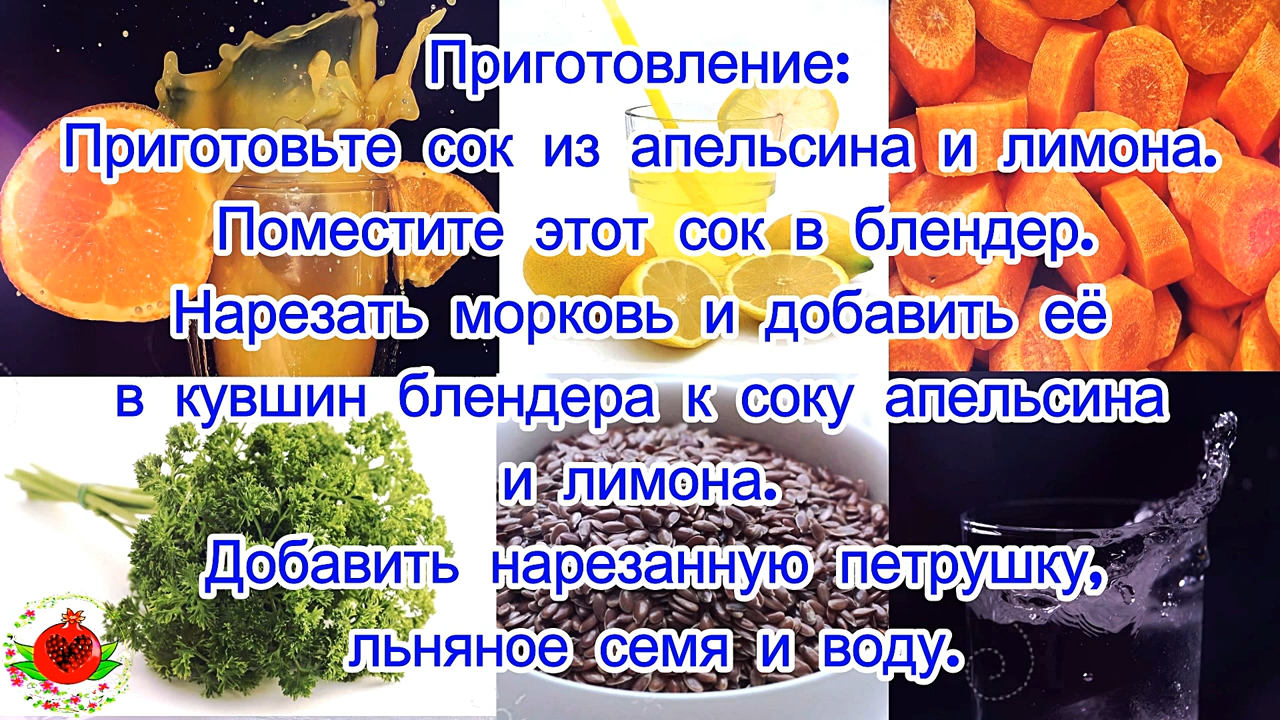 Приготовление:
Приготовьте сок из апельсина и лимона.
Поместите этот сок в блендер.
Нарезать морковь и добавить её
в кувшин блендера к соку апельсина
и лимона.
Добавить нарезанную петрушку,
льняное семя и воду.